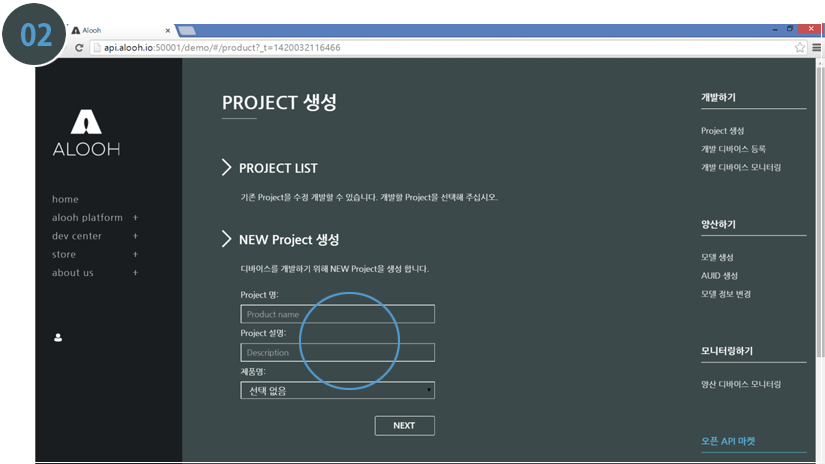 02
Alooh
api.alooh.io:50001/demo/#/product?_t=1420032116466
ALOOH
home
alooh platform +
dev center +
store +
about us +
PROJECT 생성
PROJECT LIST
기존 Project을 수정 개발할 수 있습니다. 개발할 Project을 선택해 주십시오.
NEW Project 생성
디바이스를 개발하기 위해 NEW Project을 생성 합니다.
Project 명:
Product name
Project 설명:
Description
제품명:
선택 없음
NEXT
개발하기
Project 생성
개발 디바이스 등록
개발 디바이스 모니터링
양산하기
모델 생성
AUID 생성
모델 정보 변경
모니터링하기
양산 디바이스 모니터링
오픈 API 마켓